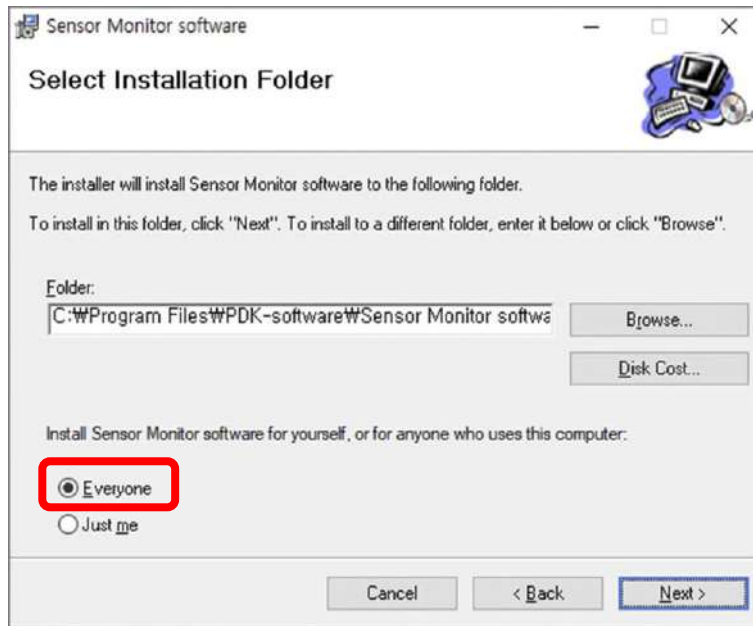 Sensor Monitor software
Select Installation Folder
The installer will install Sensor Monitor software to the following folder.
To install in this folder, click "Next". To install to a different folder, enter it below or click "Browse".
Folder:
C:₩Program Files₩PDK-software₩Sensor Monitor softwa
Browse...
Disk Cost...
Install Sensor Monitor software for yourself, or for anyone who uses this computer:
Everyone
Just me
Cancel
< Back
Next >